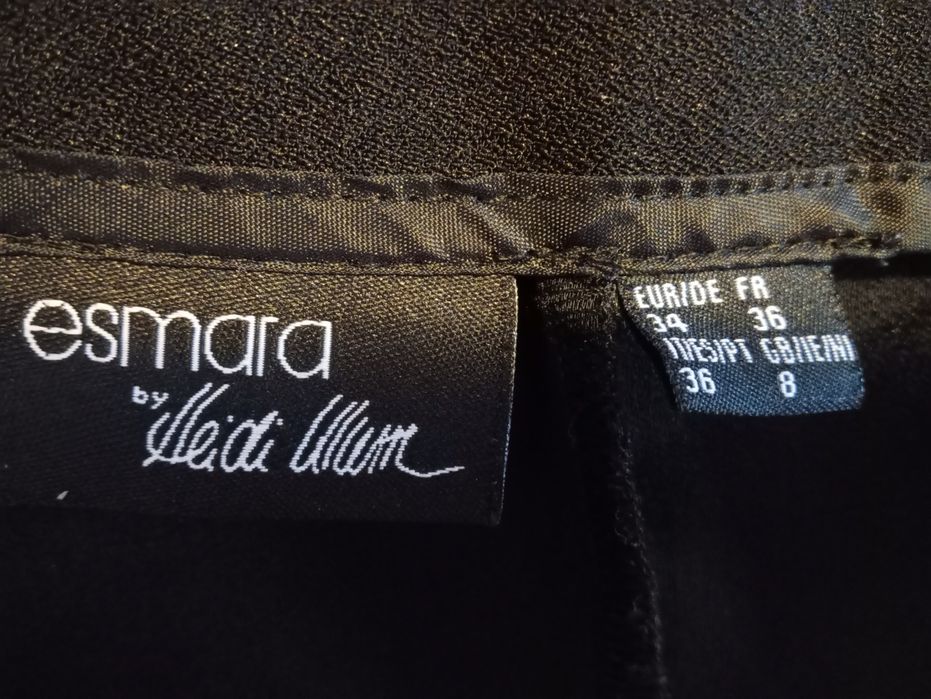 esmara
by Heidi Klum
EUR/DE FR
34 36
IT/ES/PT GB/IE/NI
36 8